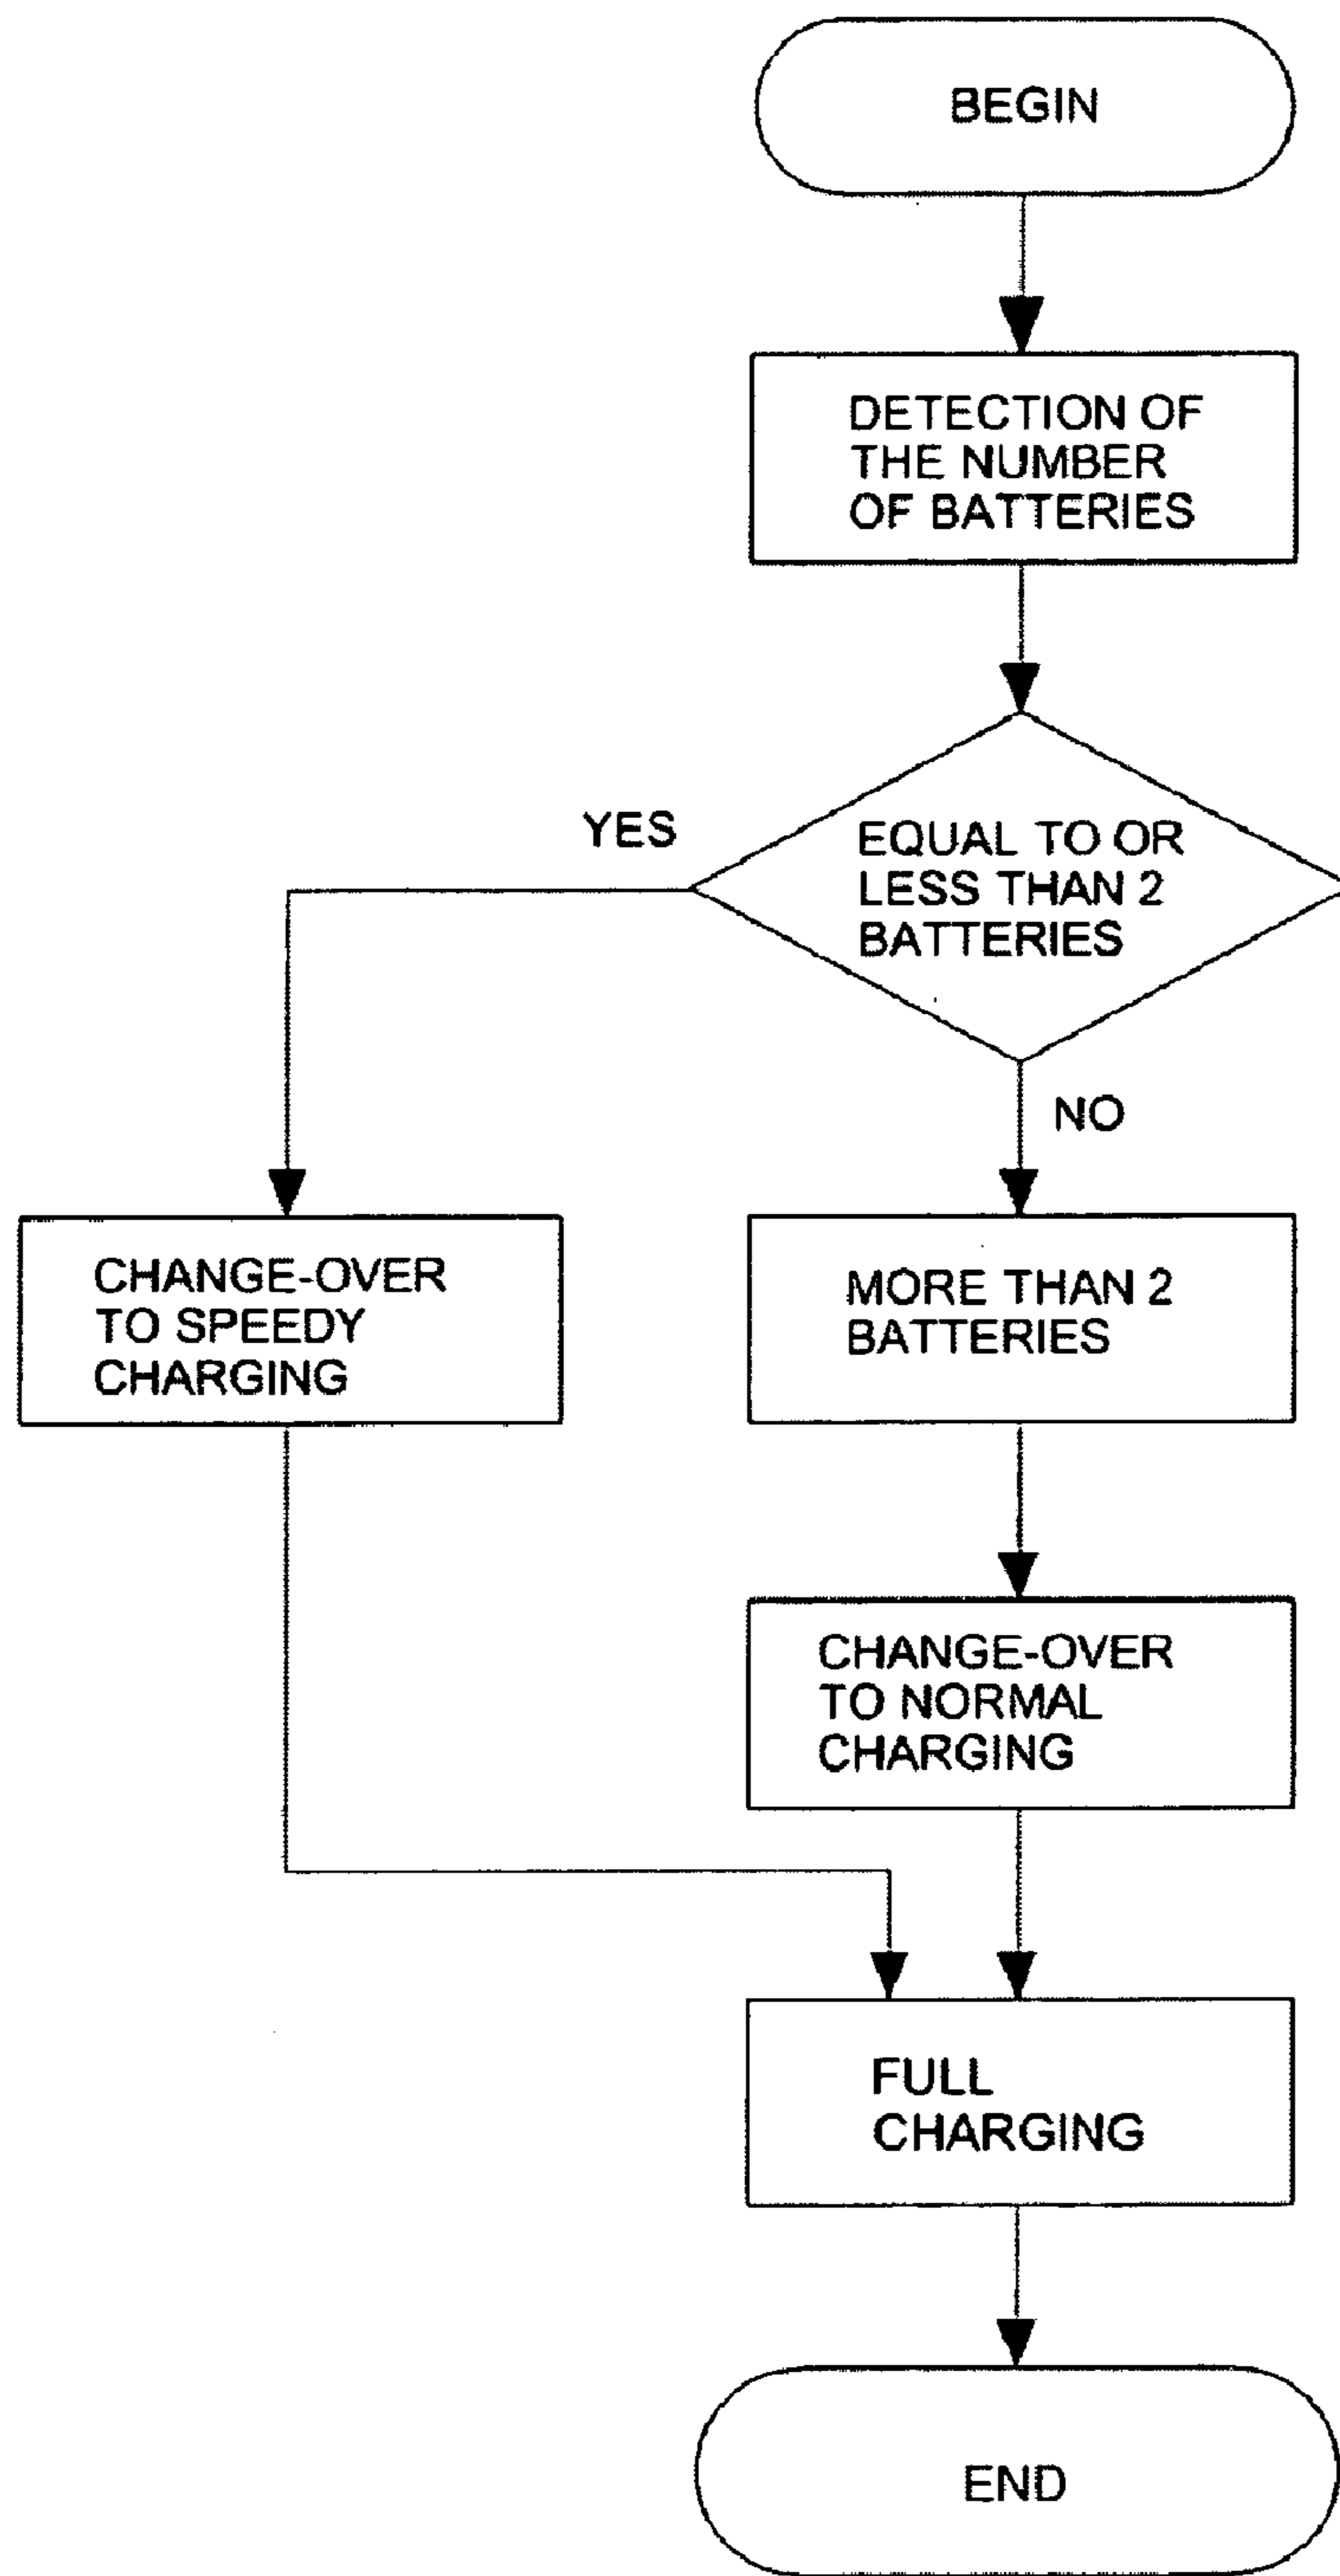 BEGIN
DETECTION OF
THE NUMBER
OF BATTERIES
YES
EQUAL TO OR
LESS THAN 2
BATTERIES
NO
CHANGE-OVER
TO SPEEDY
CHARGING
MORE THAN 2
BATTERIES
CHANGE-OVER
TO NORMAL
CHARGING
FULL
CHARGING
END